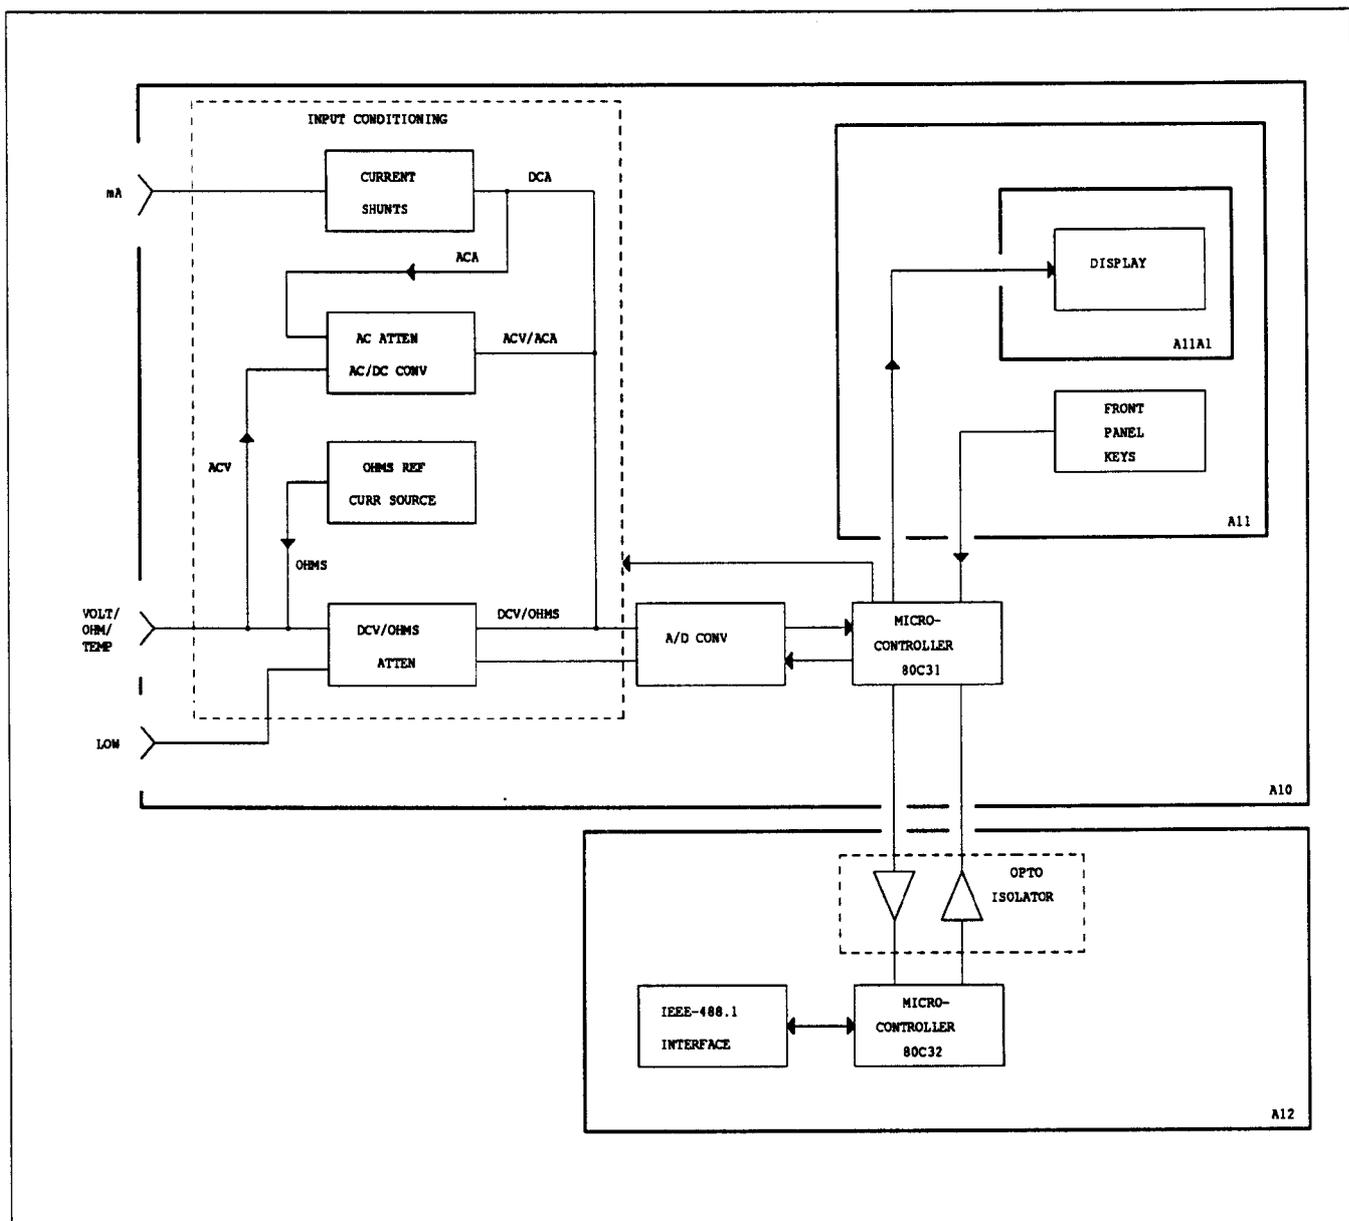 INPUT CONDITIONING
mA
CURRENT
SHUNTS
DCA
ACA
AC ATTEN
AC/DC CONV
ACV/ACA
ACV
OHMS REF
CURR SOURCE
OHMS
VOLT/
OHM/
TEMP
DCV/OHMS
ATTEN
DCV/OHMS
LOW
A/D CONV
MICRO-
CONTROLLER
80C31
DISPLAY
A11A1
FRONT
PANEL
KEYS
A11
A10
OPTO
ISOLATOR
IEEE-488.1
INTERFACE
MICRO-
CONTROLLER
80C32
A12